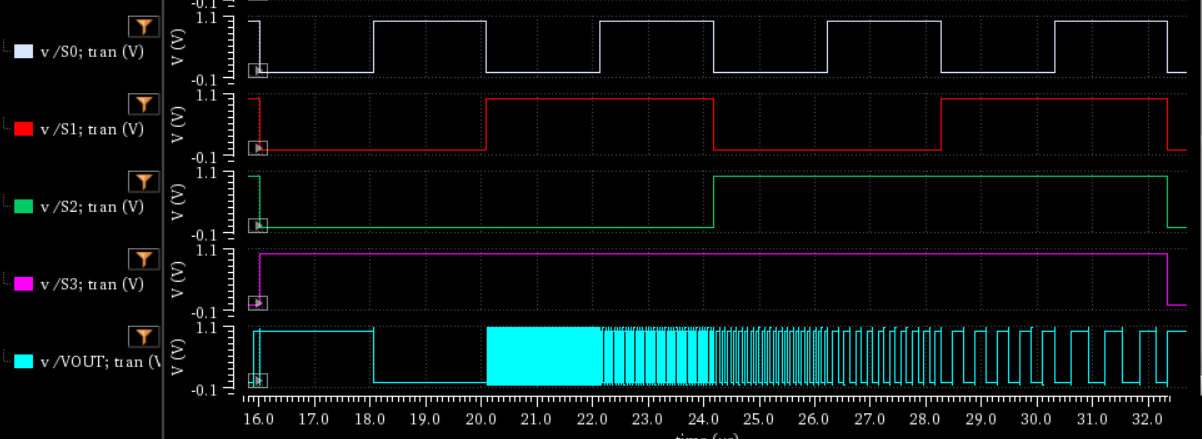 -0.1
v /S0; tran (V)
V (V)
1.1
-0.1
v /S1; tran (V)
V (V)
1.1
-0.1
v /S2; tran (V)
V (V)
1.1
-0.1
v /S3; tran (V)
V (V)
1.1
-0.1
v /VOUT; tran (V
V (V)
1.1
-0.1
16.0 17.0 18.0 19.0 20.0 21.0 22.0 23.0 24.0 25.0 26.0 27.0 28.0 29.0 30.0 31.0 32.0